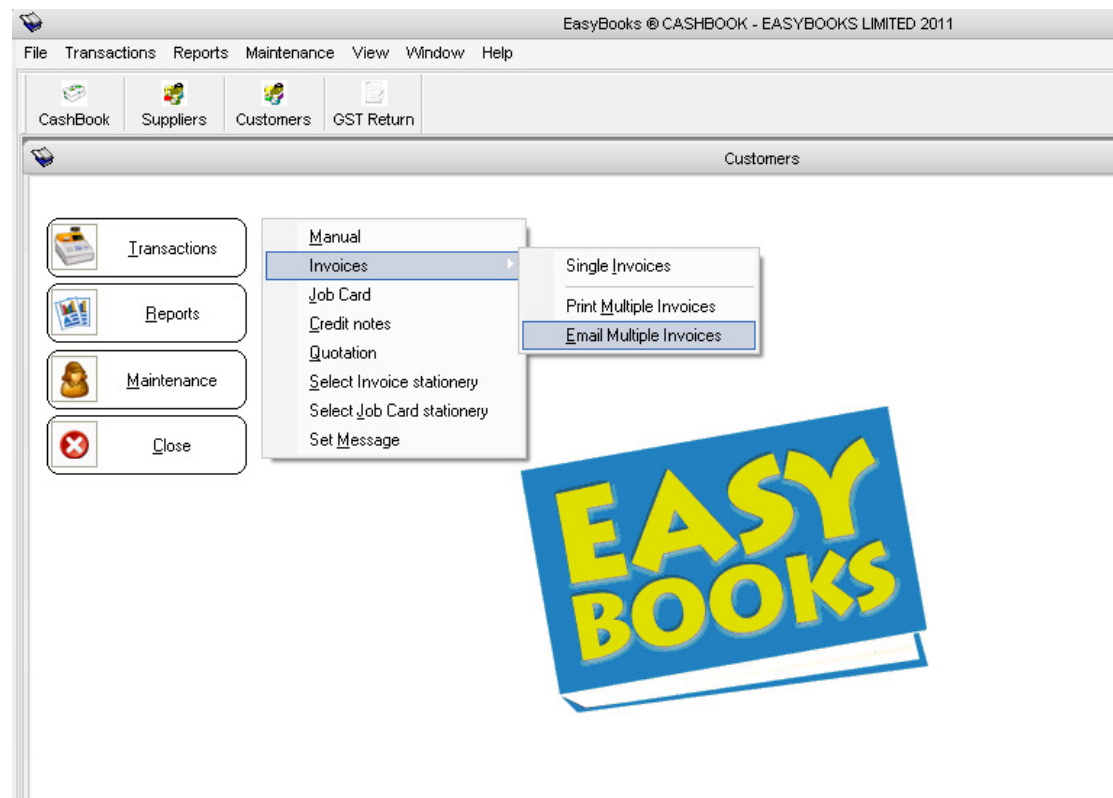 EasyBooks ® CASHBOOK - EASYBOOKS LIMITED 2011
File Transactions Reports Maintenance View Window Help
CashBook Suppliers Customers GST Return
Customers
Transactions
Reports
Maintenance
Close
Manual
Invoices
Job Card
Credit notes
Quotation
Select Invoice stationery
Select Job Card stationery
Set Message
Single Invoices
Print Multiple Invoices
Email Multiple Invoices
EASY
BOOKS